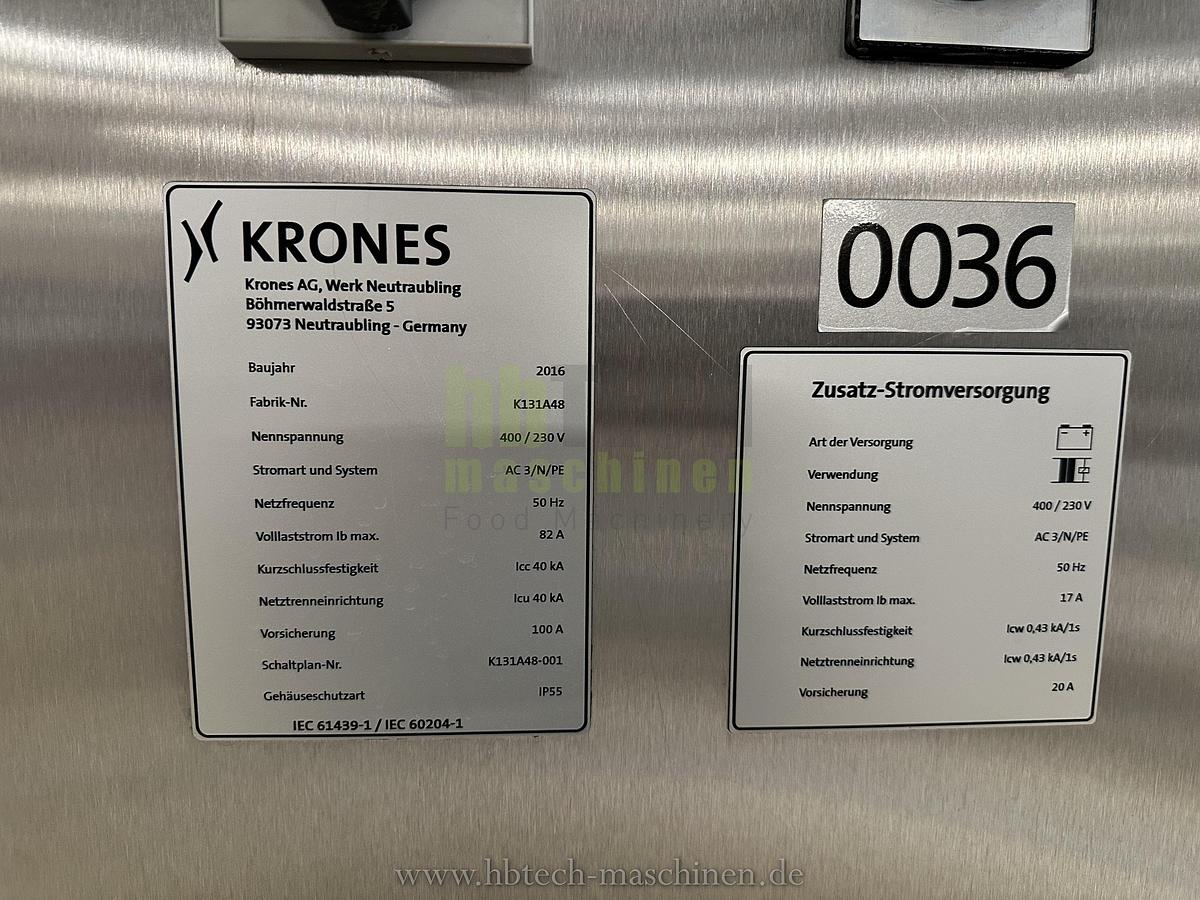 KRONES
Krones AG, Werk Neutraubling
Böhmerwaldstraße 5
93073 Neutraubling - Germany
Baujahr 2016
Fabrik-Nr. K131A48
Nennspannung 400 / 230 V
Stromart und System AC 3/N/PE
Netzfrequenz 50 Hz
Volllaststrom Ib max. 82 A
Kurzschlussfestigkeit Icc 40 kA
Netztrenneinrichtung Icu 40 kA
Vorsicherung 100 A
Schaltplan-Nr. K131A48-001
Gehäuseschutzart IP55
IEC 61439-1 / IEC 60204-1
0036
Zusatz-Stromversorgung
Art der Versorgung
Verwendung
Nennspannung 400 / 230 V
Stromart und System AC 3/N/PE
Netzfrequenz 50 Hz
Volllaststrom Ib max. 17 A
Kurzschlussfestigkeit Icw 0,43 kA/1s
Netztrenneinrichtung Icw 0,43 kA/1s
Vorsicherung 20 A
maschinen
Food Machinery
www.hbtech-maschinen.de